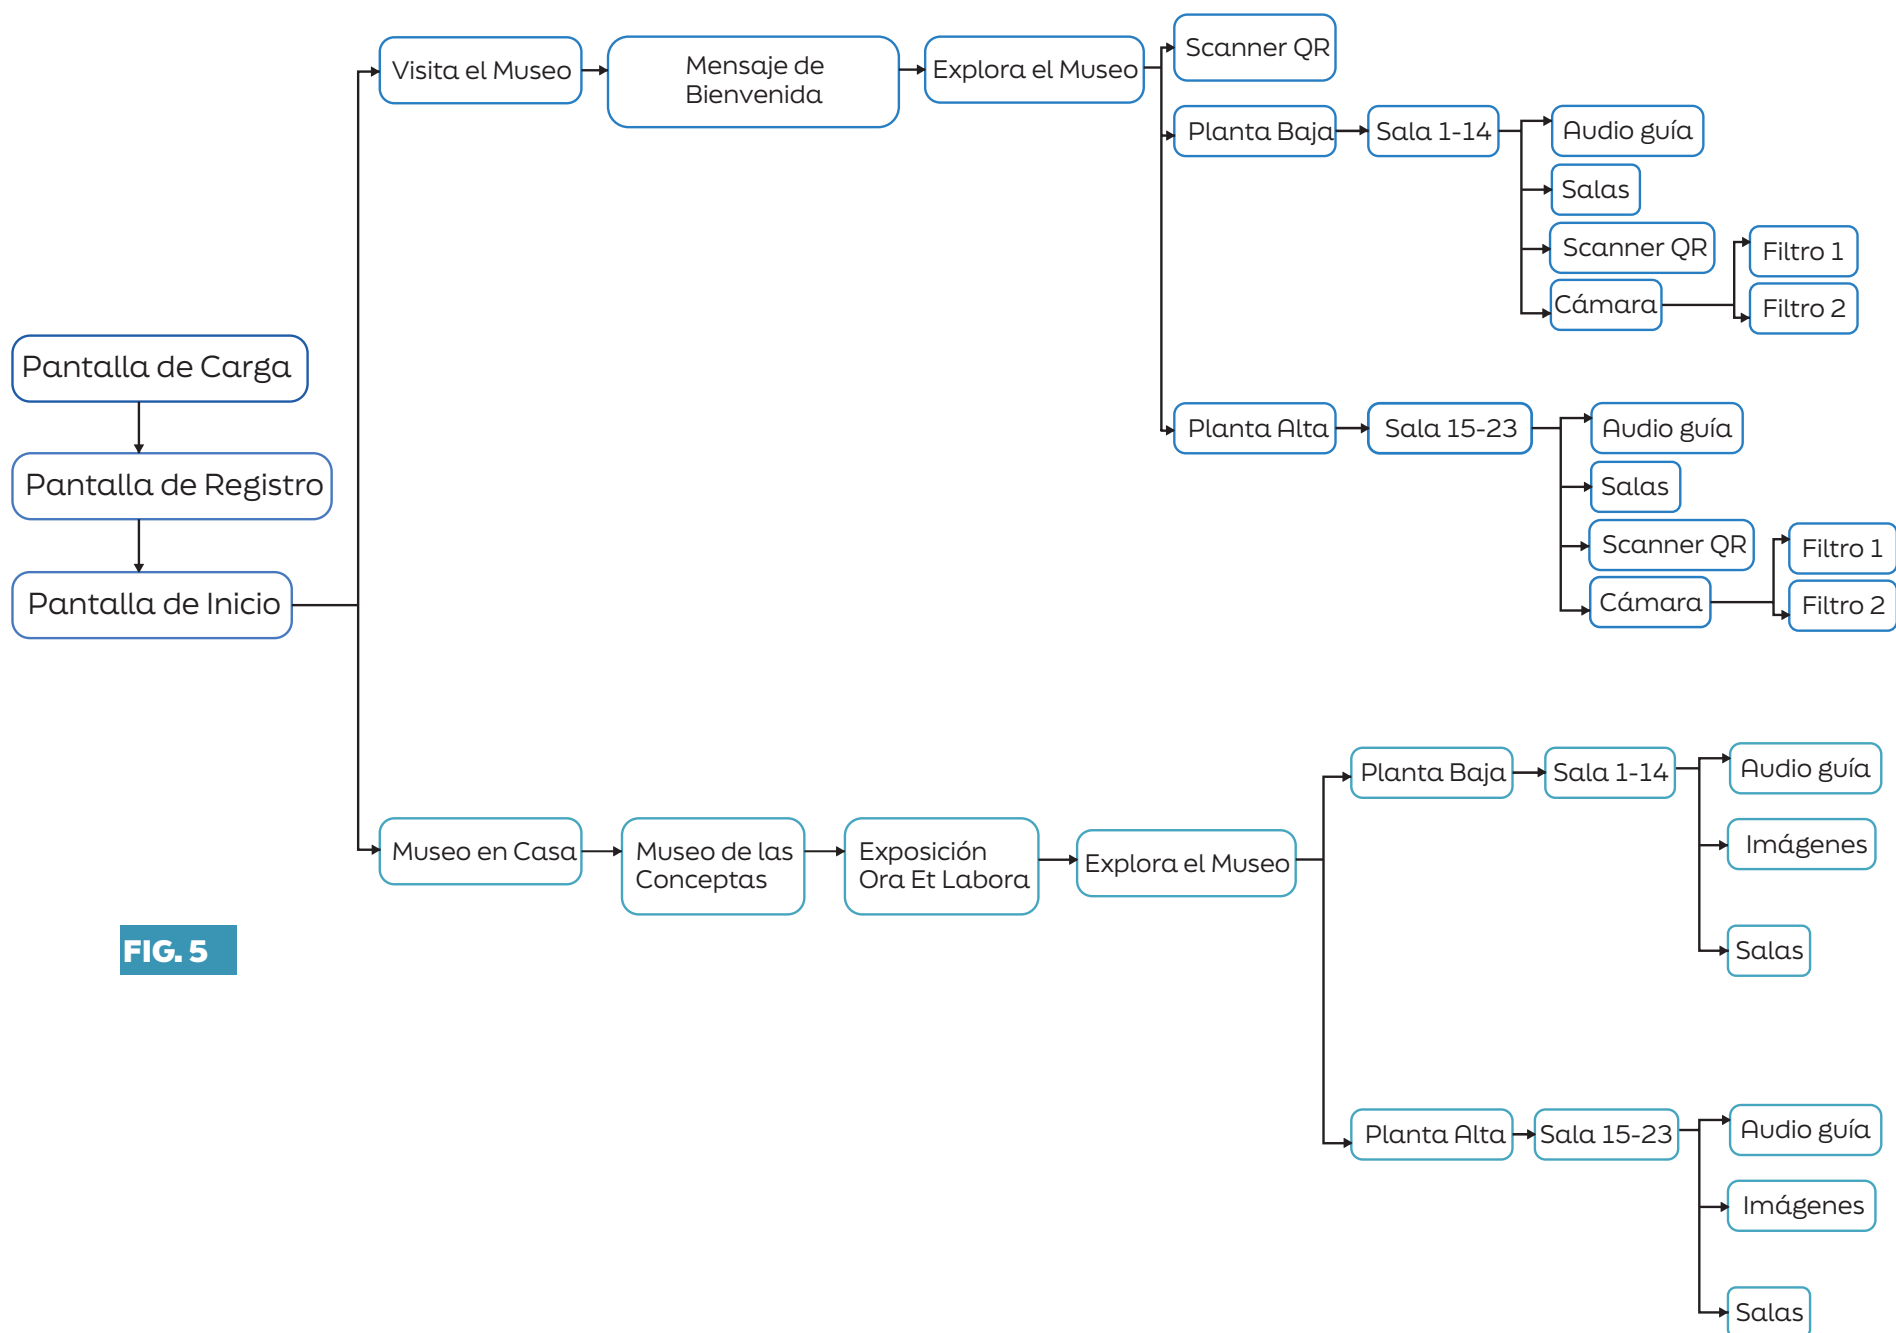 Pantalla de Carga
Pantalla de Registro
Pantalla de Inicio
Visita el Museo
Mensaje de
Bienvenida
Explora el Museo
Scanner QR
Planta Baja
Sala 1-14
Audio guía
Salas
Scanner QR
Cámara
Filtro 1
Filtro 2
Planta Alta
Sala 15-23
Audio guía
Salas
Scanner QR
Cámara
Filtro 1
Filtro 2
Museo en Casa
Museo de las
Conceptas
Exposición
Ora Et Labora
Explora el Museo
Planta Baja
Sala 1-14
Audio guía
Imágenes
Salas
Planta Alta
Sala 15-23
Audio guía
Imágenes
Salas
FIG. 5